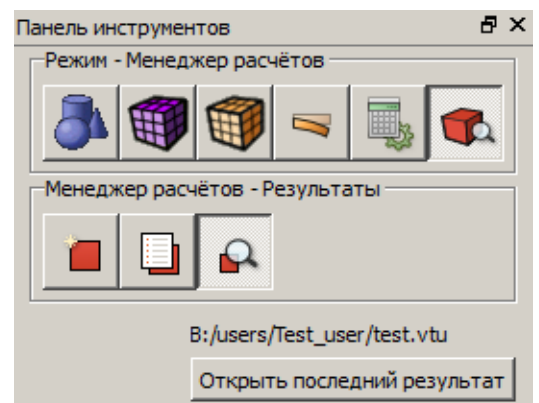 Панель инструментов
Режим - Менеджер расчётов
Менеджер расчётов - Результаты
B:/users/Test_user/test.vtu
Открыть последний результат